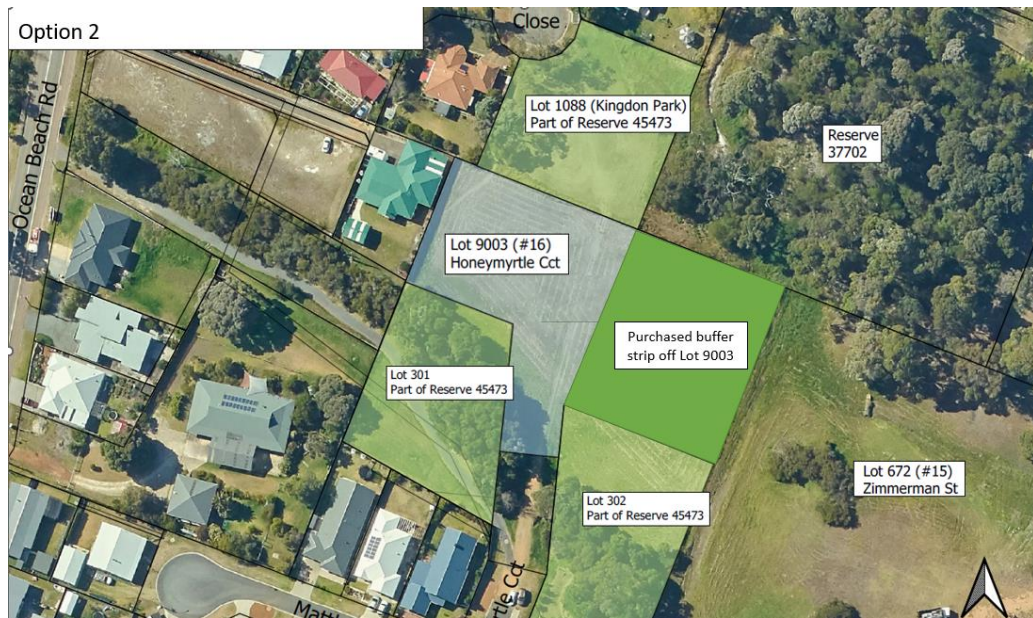 Option 2
Close
Ocean Beach Rd
Lot 1088 (Kingdon Park)
Part of Reserve 45473
Reserve
37702
Lot 9003 (#16)
Honeymyrtle Cct
Purchased buffer
strip off Lot 9003
Lot 301
Part of Reserve 45473
Lot 672 (#15)
Zimmerman St
Lot 302
Part of Reserve 45473
Cct